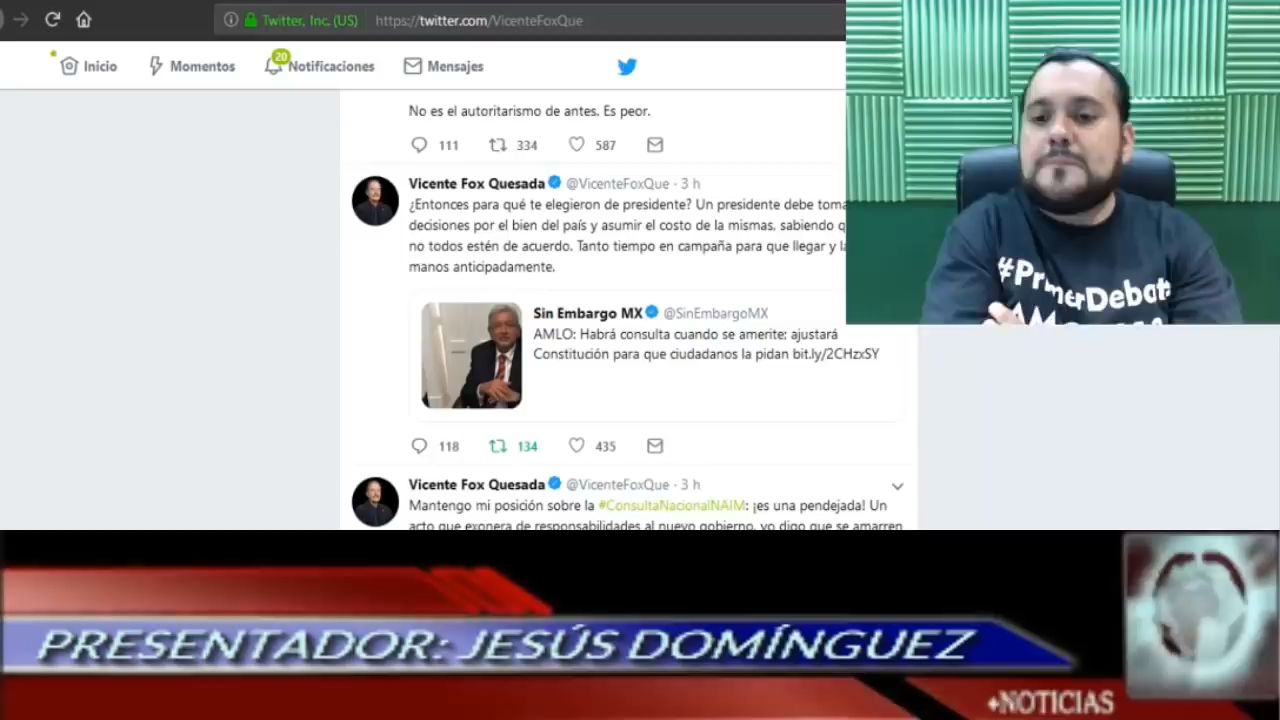 Twitter, Inc. (US)
https://twitter.com/VicenteFoxQue
Inicio
Momentos
20
Notificaciones
Mensajes
No es el autoritarismo de antes. Es peor.
111
334
587
Vicente Fox Quesada @VicenteFoxQue · 3 h
¿Entonces para qué te elegieron de presidente? Un presidente debe toma
decisiones por el bien del país y asumir el costo de la mismas, sabiendo q
no todos estén de acuerdo. Tanto tiempo en campaña para que llegar y la
manos anticipadamente.
Sin Embargo MX @SinEmbargoMX
AMLO: Habrá consulta cuando se amerite; ajustará
Constitución para que ciudadanos la pidan bit.ly/2CHzxSY
118
134
435
Vicente Fox Quesada @VicenteFoxQue · 3 h
Mantengo mi posición sobre la #ConsultaNacionalNAIM: ¡es una pendejada! Un
acto que exonera de responsabilidades al nuevo gobierno, yo digo que se amarren
#PrimerDebate
PRESENTADOR: JESÚS DOMÍNGUEZ
+NOTICIAS